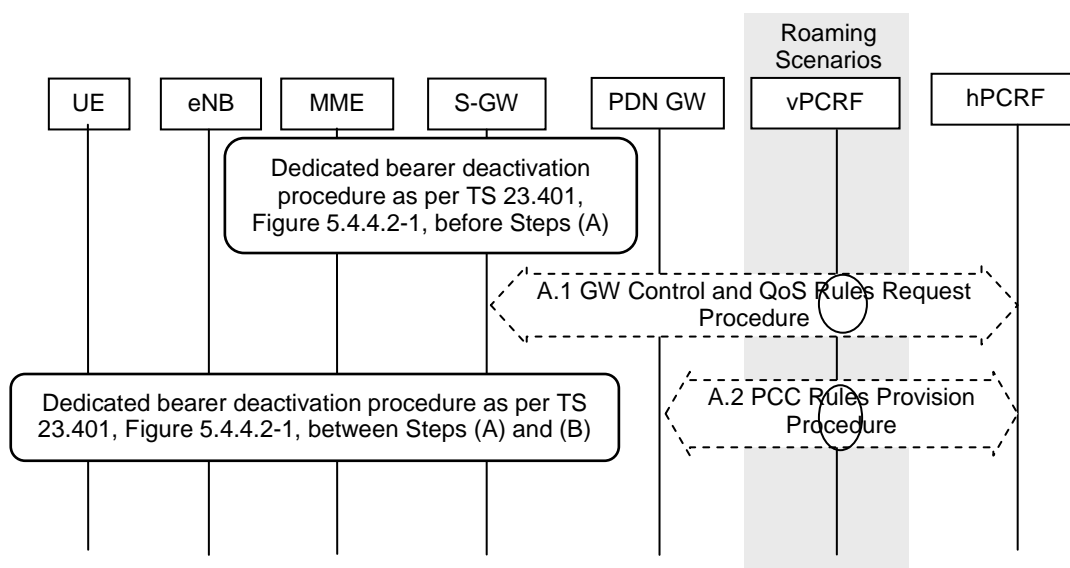 Roaming
Scenarios
UE
eNB
MME
S-GW
PDN GW
vPCRF
hPCRF
Dedicated bearer deactivation
procedure as per TS 23.401,
Figure 5.4.4.2-1, before Steps (A)
A.1 GW Control and QoS Rules Request
Procedure
Dedicated bearer deactivation procedure as per TS
23.401, Figure 5.4.4.2-1, between Steps (A) and (B)
A.2 PCC Rules Provision
Procedure